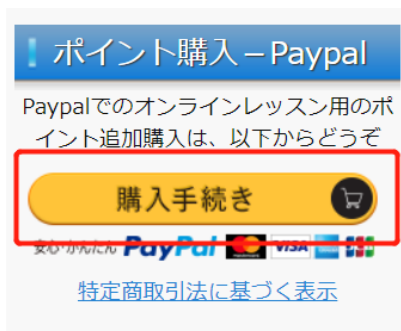 ポイント購入－Paypal
Paypalでのオンラインレッスン用のポ
イント追加購入は、以下からどうぞ
購入手続き
安心・かんたん PayPal VISA
特定商取引法に基づく表示